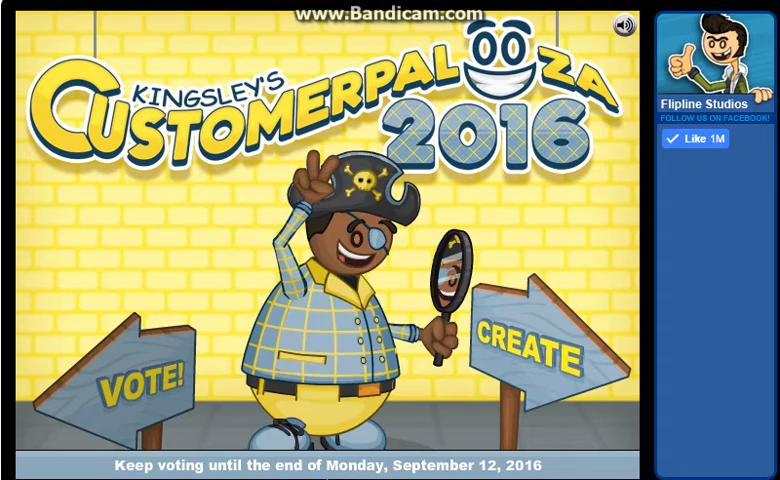 www.Bandicam.com
KINGSLEY'S
CUSTOMERPALOOZA
2016
VOTE!
CREATE
Keep voting until the end of Monday, September 12, 2016
Flipline Studios
FOLLOW US ON FACEBOOK!
Like 1M